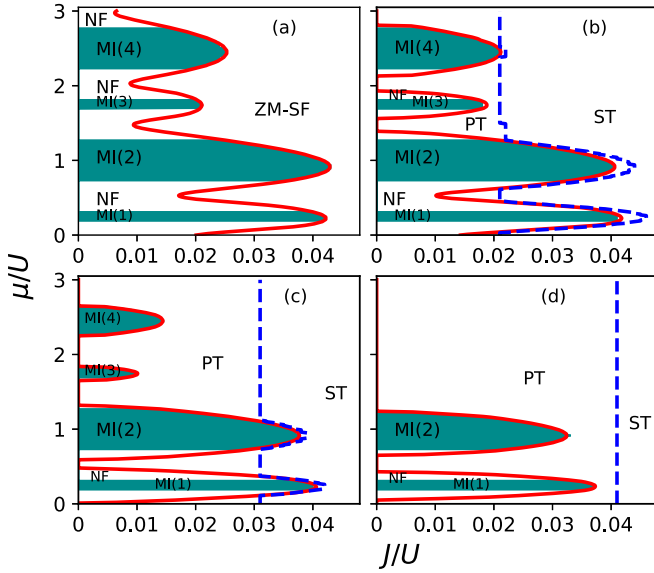 3
2
1
0
μ/U
0
0.01
0.02
0.03
0.04
NF
(a)
MI(4)
NF
MI(3)
ZM-SF
MI(2)
NF
MI(1)
0
0.01
0.02
0.03
0.04
(b)
MI(4)
NF MI(3)
PT
ST
MI(2)
NF
MI(1)
3
2
1
0
0
0.01
0.02
0.03
0.04
(c)
MI(4)
MI(3)
PT
ST
MI(2)
NF
MI(1)
0
0.01
0.02
0.03
0.04
(d)
PT
ST
MI(2)
NF
MI(1)
J/U